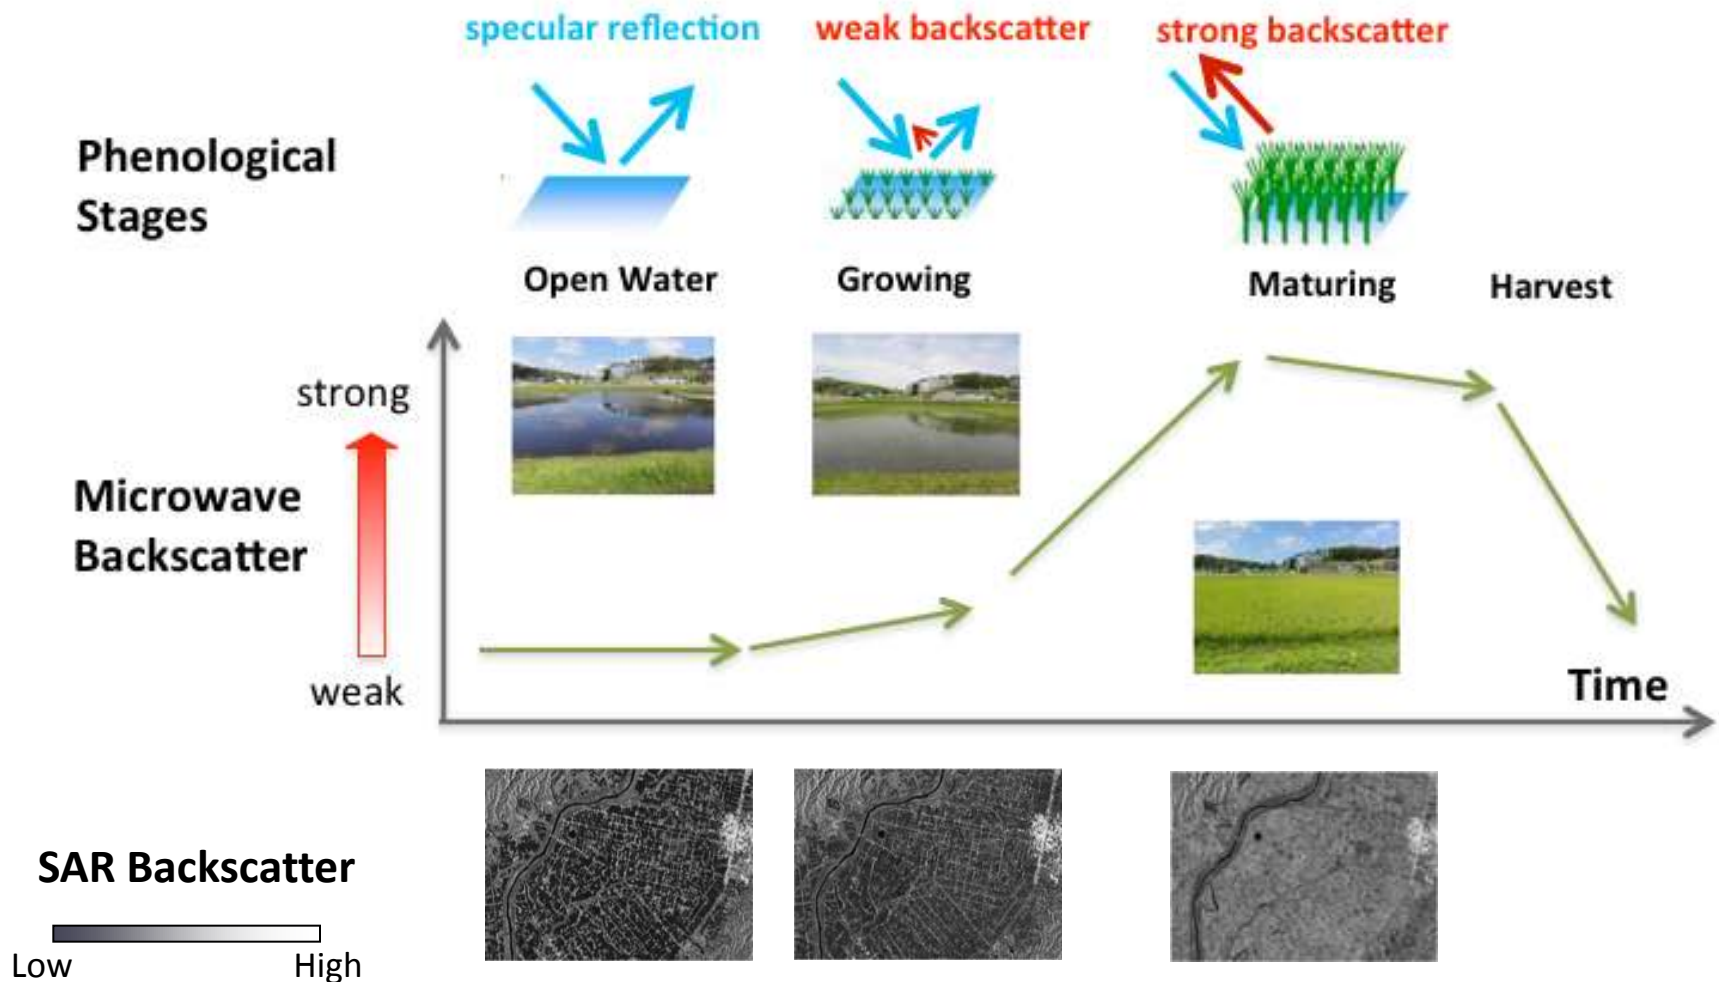 specular reflection
weak backscatter
strong backscatter
Phenological
Stages
Open Water
Growing
Maturing
Harvest
strong
Microwave
Backscatter
weak
Time
SAR Backscatter
Low
High